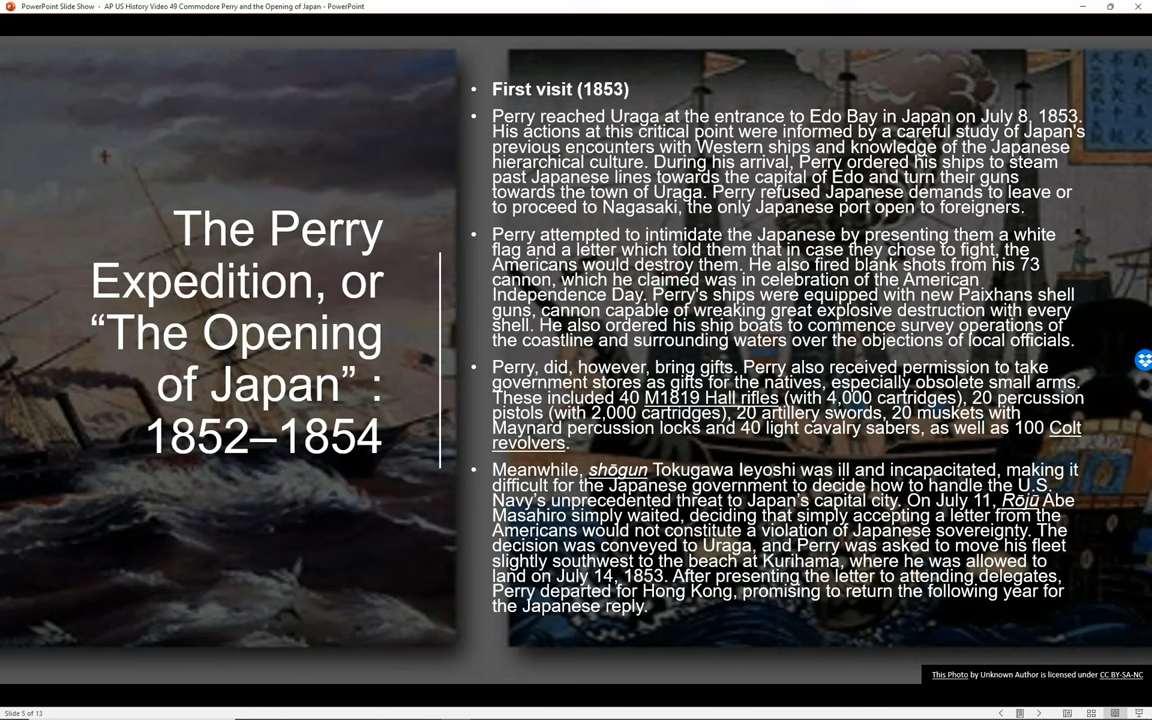 PowerPoint Slide Show - AP US History Video 49 Commodore Perry and the Opening of Japan - PowerPoint
The Perry
Expedition, or
“The Opening
of Japan” :
1852–1854
• First visit (1853)
• Perry reached Uraga at the entrance to Edo Bay in Japan on July 8, 1853.
His actions at this critical point were informed by a careful study of Japan's
previous encounters with Western ships and knowledge of the Japanese
hierarchical culture. During his arrival, Perry ordered his ships to steam
past Japanese lines towards the capital of Edo and turn their guns
towards the town of Uraga. Perry refused Japanese demands to leave or
to proceed to Nagasaki, the only Japanese port open to foreigners.
• Perry attempted to intimidate the Japanese by presenting them a white
flag and a letter which told them that in case they chose to fight, the
Americans would destroy them. He also fired blank shots from his 73
cannon, which he claimed was in celebration of the American
Independence Day. Perry's ships were equipped with new Paixhans shell
guns, cannon capable of wreaking great explosive destruction with every
shell. He also ordered his ship boats to commence survey operations of
the coastline and surrounding waters over the objections of local officials.
• Perry, did, however, bring gifts. Perry also received permission to take
government stores as gifts for the natives, especially obsolete small arms.
These included 40 M1819 Hall rifles (with 4,000 cartridges), 20 percussion
pistols (with 2,000 cartridges), 20 artillery swords, 20 muskets with
Maynard percussion locks and 40 light cavalry sabers, as well as 100 Colt
revolvers.
• Meanwhile, shōgun Tokugawa Ieyoshi was ill and incapacitated, making it
difficult for the Japanese government to decide how to handle the U.S.
Navy's unprecedented threat to Japan's capital city. On July 11, Rōjū Abe
Masahiro simply waited, deciding that simply accepting a letter from the
Americans would not constitute a violation of Japanese sovereignty. The
decision was conveyed to Uraga, and Perry was asked to move his fleet
slightly southwest to the beach at Kurihama, where he was allowed to
land on July 14, 1853. After presenting the letter to attending delegates,
Perry departed for Hong Kong, promising to return the following year for
the Japanese reply.
This Photo by Unknown Author is licensed under CC BY-SA-NC
Slide 5 of 13